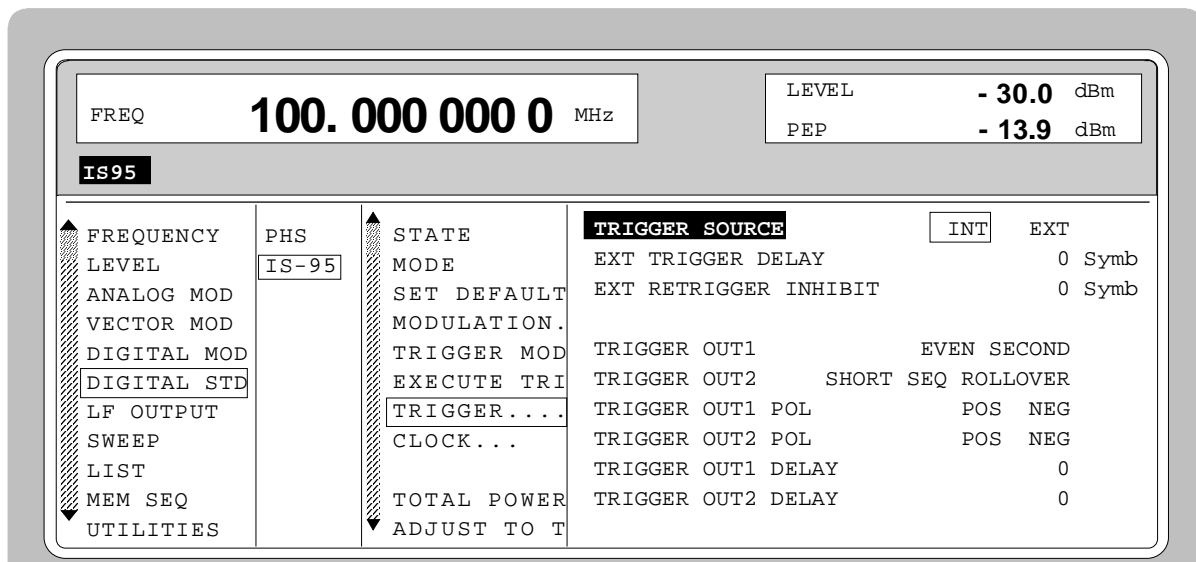 FREQ 100. 000 000 0 MHz
LEVEL - 30.0 dBm
PEP - 13.9 dBm
IS95
FREQUENCY
LEVEL
ANALOG MOD
VECTOR MOD
DIGITAL MOD
DIGITAL STD
LF OUTPUT
SWEEP
LIST
MEM SEQ
UTILITIES
PHS
IS-95
STATE
MODE
SET DEFAULT
MODULATION.
TRIGGER MOD
EXECUTE TRI
TRIGGER....
CLOCK...
TOTAL POWER
ADJUST TO T
TRIGGER SOURCE INT EXT
EXT TRIGGER DELAY 0 Symb
EXT RETRIGGER INHIBIT 0 Symb
TRIGGER OUT1 EVEN SECOND
TRIGGER OUT2 SHORT SEQ ROLLOVER
TRIGGER OUT1 POL POS NEG
TRIGGER OUT2 POL POS NEG
TRIGGER OUT1 DELAY 0
TRIGGER OUT2 DELAY 0